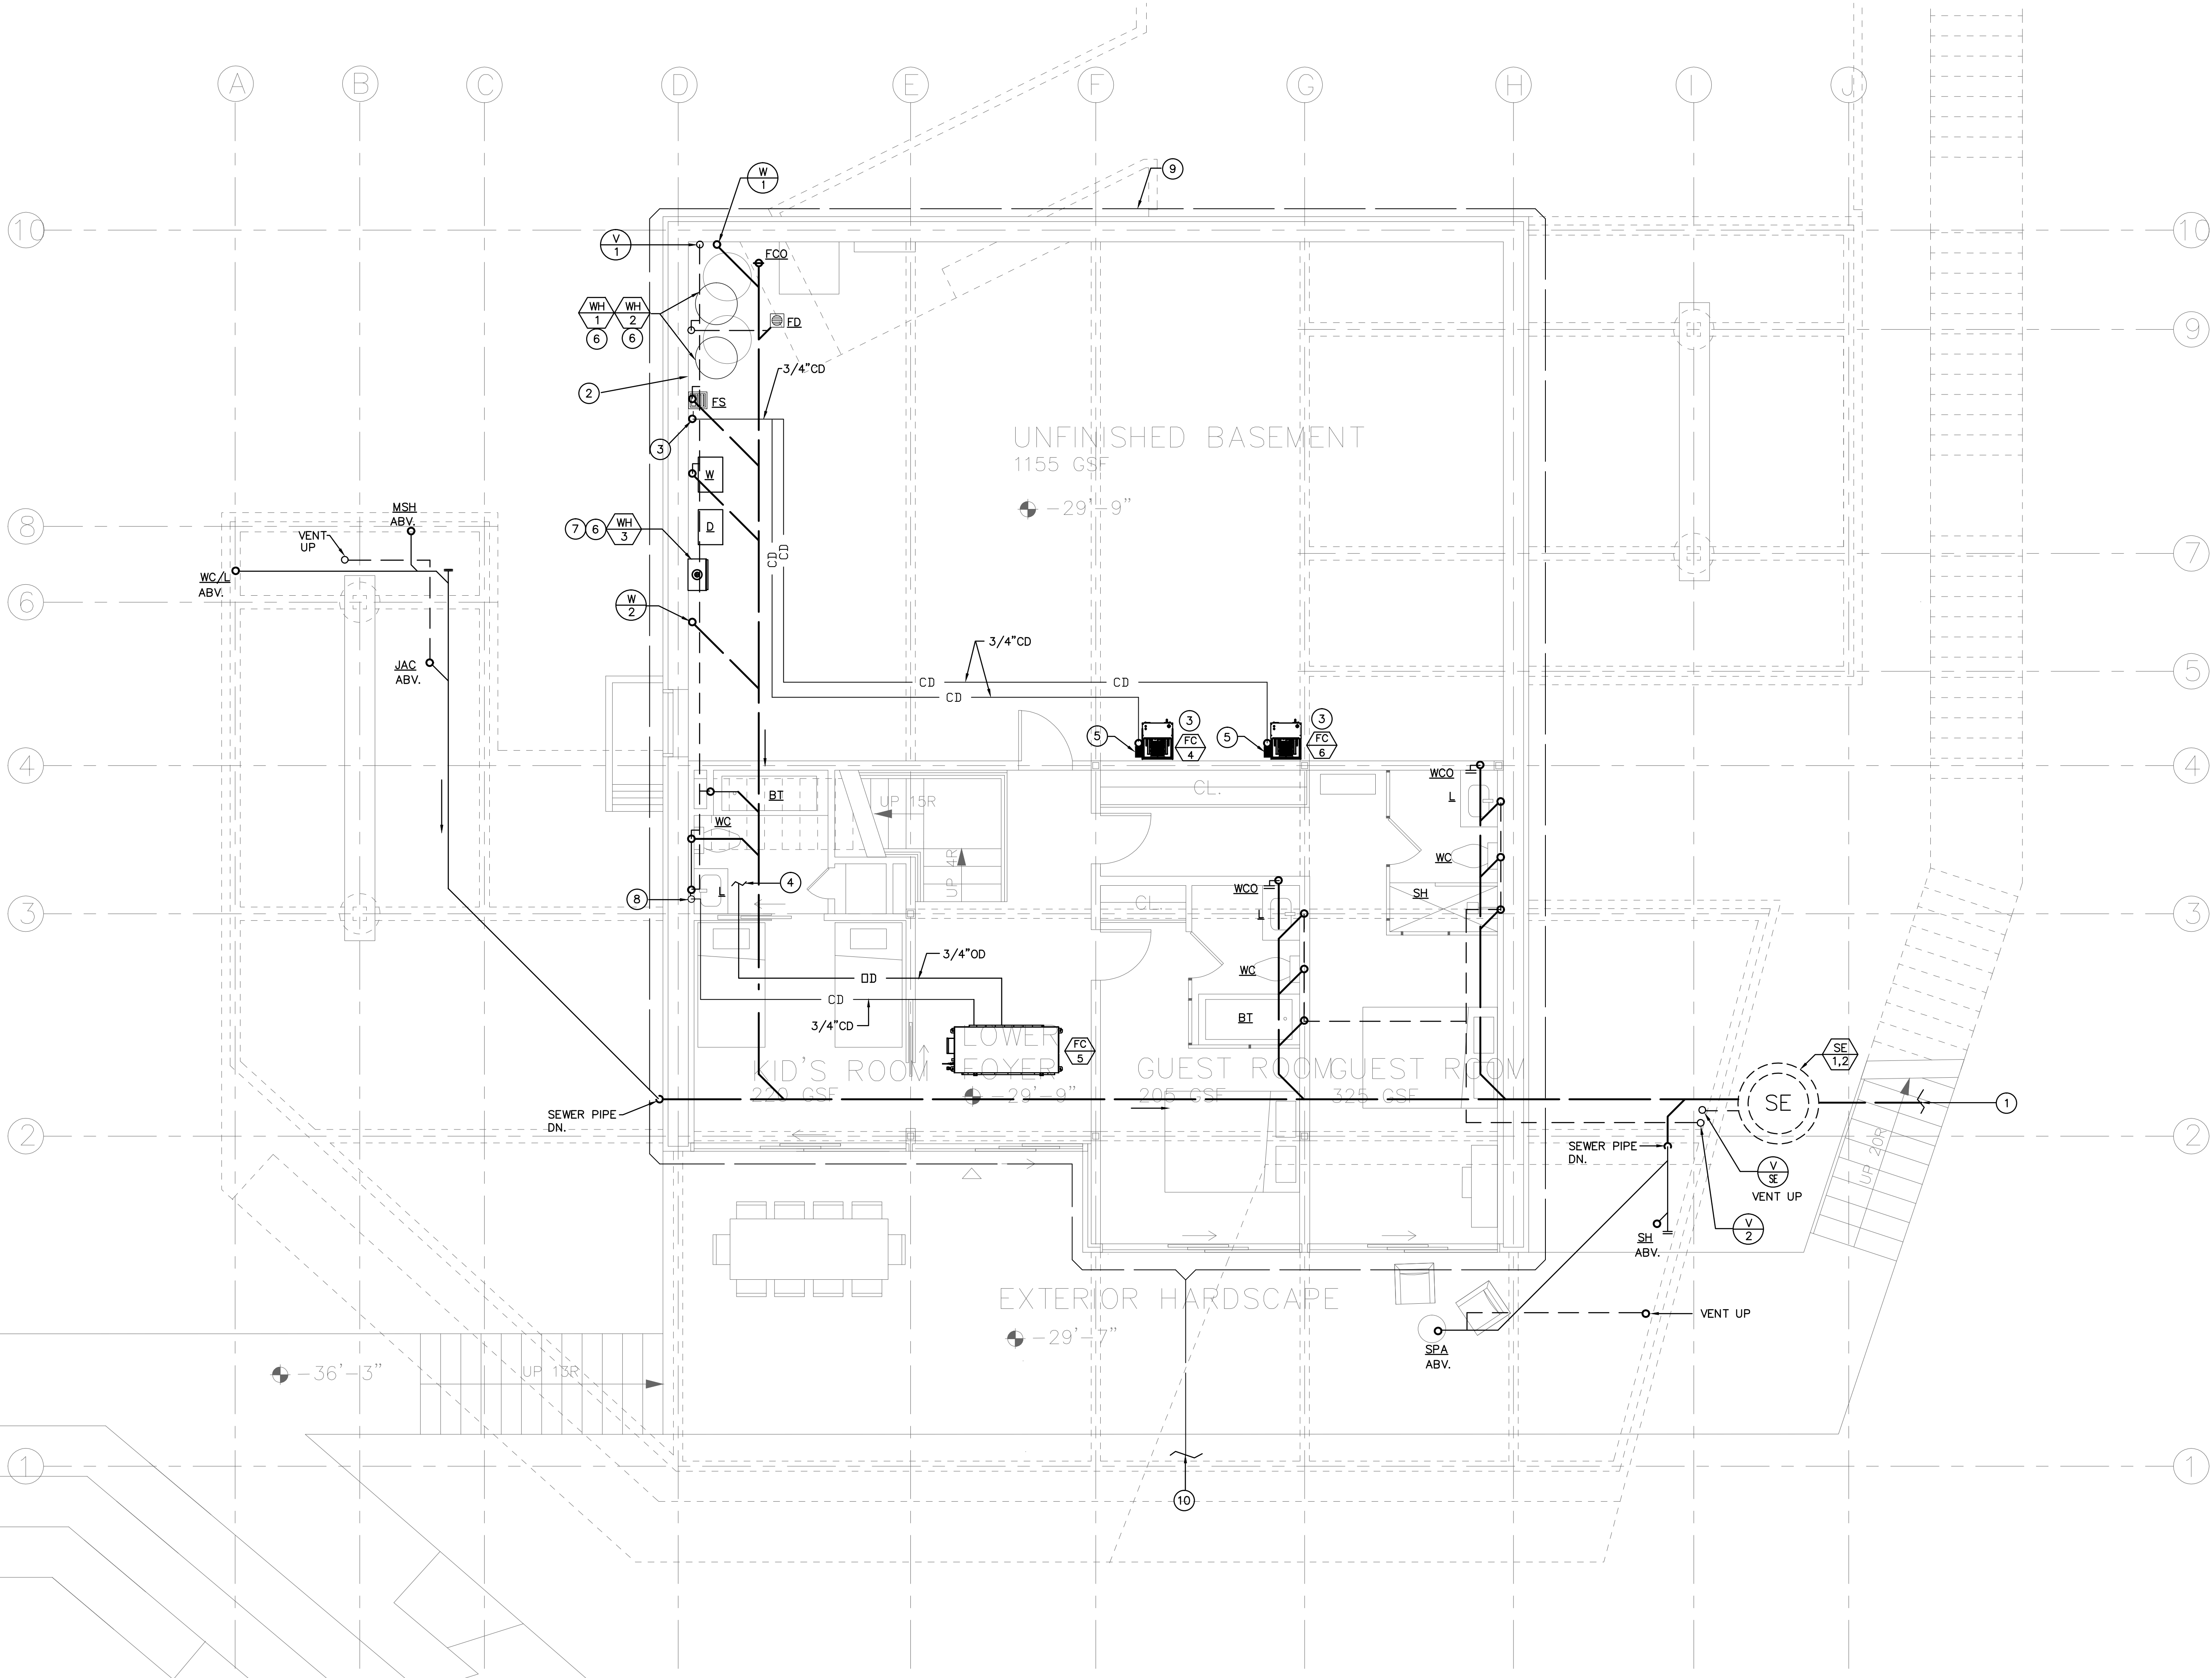 A B C D E F G H I J
9
W
1
10
10
V
1
FCO
WH
1
WH
2
6
6
FD
9
3/4"CD
2
FS
3
UNFINISHED BASEMENT
1155 GSF
-29'-9"
W
MSH
ABV.
8
VENT
UP
7
6
WH
3
D
CD
CD
7
WC/L
ABV.
6
W
2
3/4"CD
JAC
ABV.
5
CD
CD
CD
3
5
FC
4
3
5
FC
6
4
4
WCO
BT
UP 15R
CL.
L
WC
UP 4R
WC
4
WCO
SH
8
L
CL.
L
3
3
3/4"OD
WC
OD
CD
BT
3/4"CD
LOWER
FOYER
-29'-9"
FC
5
KID'S ROOM
220 GSF
GUEST ROOM
205 GSF
GUEST ROOM
325 GSF
SE
1,2
SE
1
SEWER PIPE
DN.
2
2
SEWER PIPE
DN.
V
SE
VENT UP
UP 20R
V
2
SH
ABV.
EXTERIOR HARDSCAPE
-29'-7"
VENT UP
SPA
ABV.
-36'-3"
UP 13R
1
1
10